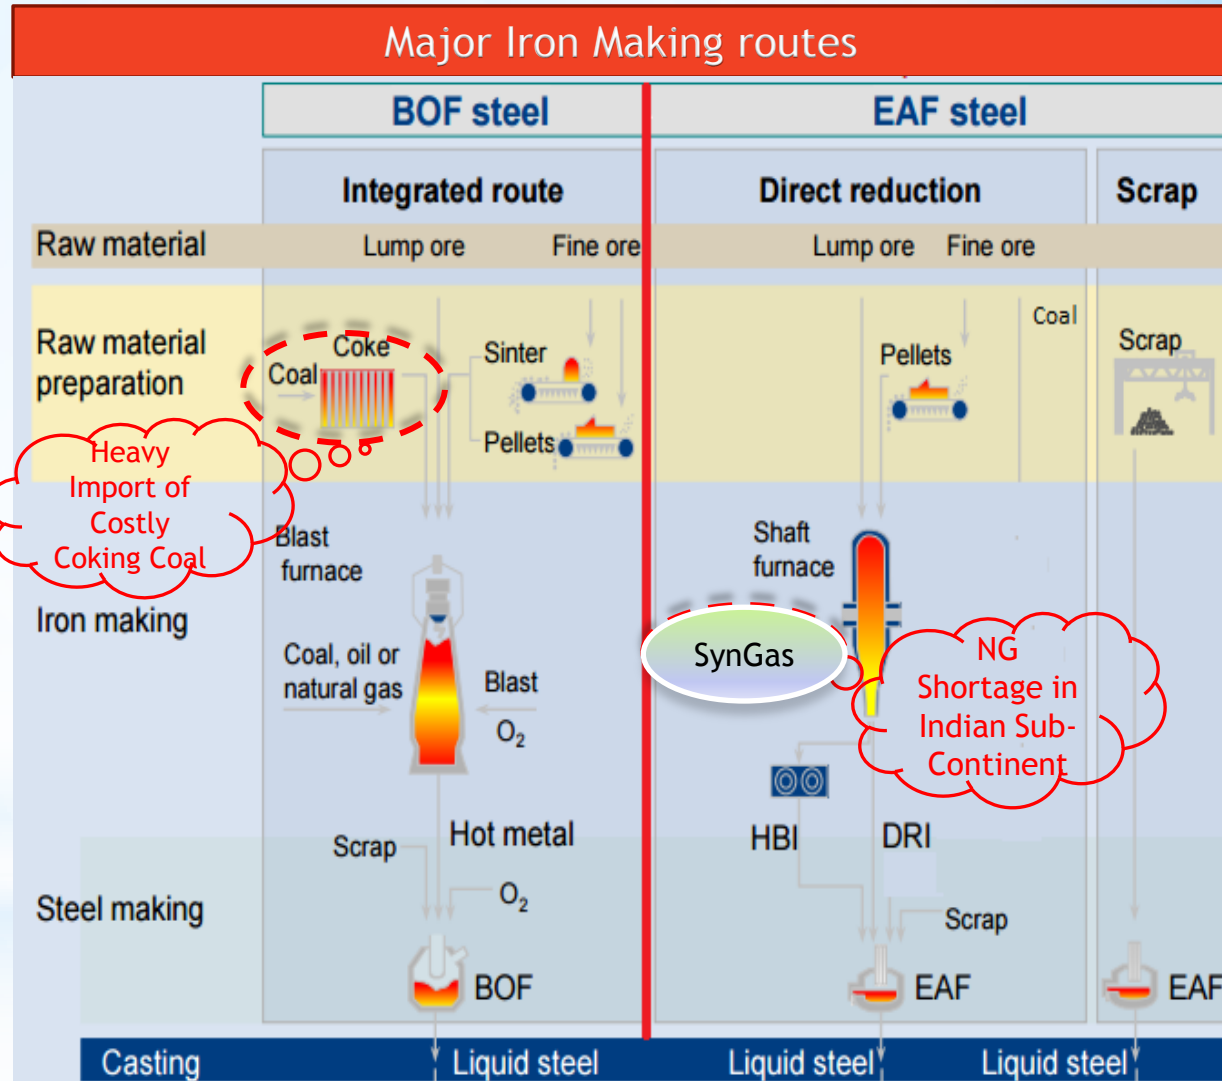 Major Iron Making routes
BOF steel
EAF steel
Integrated route
Direct reduction
Scrap
Raw material
Lump ore
Fine ore
Lump ore
Fine ore
Raw material
preparation
Coal
Coke
Sinter
Pellets
Pellets
Coal
Scrap
Heavy
Import of
Costly
Coking Coal
Iron making
Blast
furnace
Coal, oil or
natural gas
Blast
O₂
Shaft
furnace
SynGas
NG
Shortage in
Indian Sub-
Continent
HBI
DRI
Steel making
Scrap
Hot metal
O₂
BOF
Scrap
EAF
EAF
Casting
Liquid steel
Liquid steel
Liquid steel